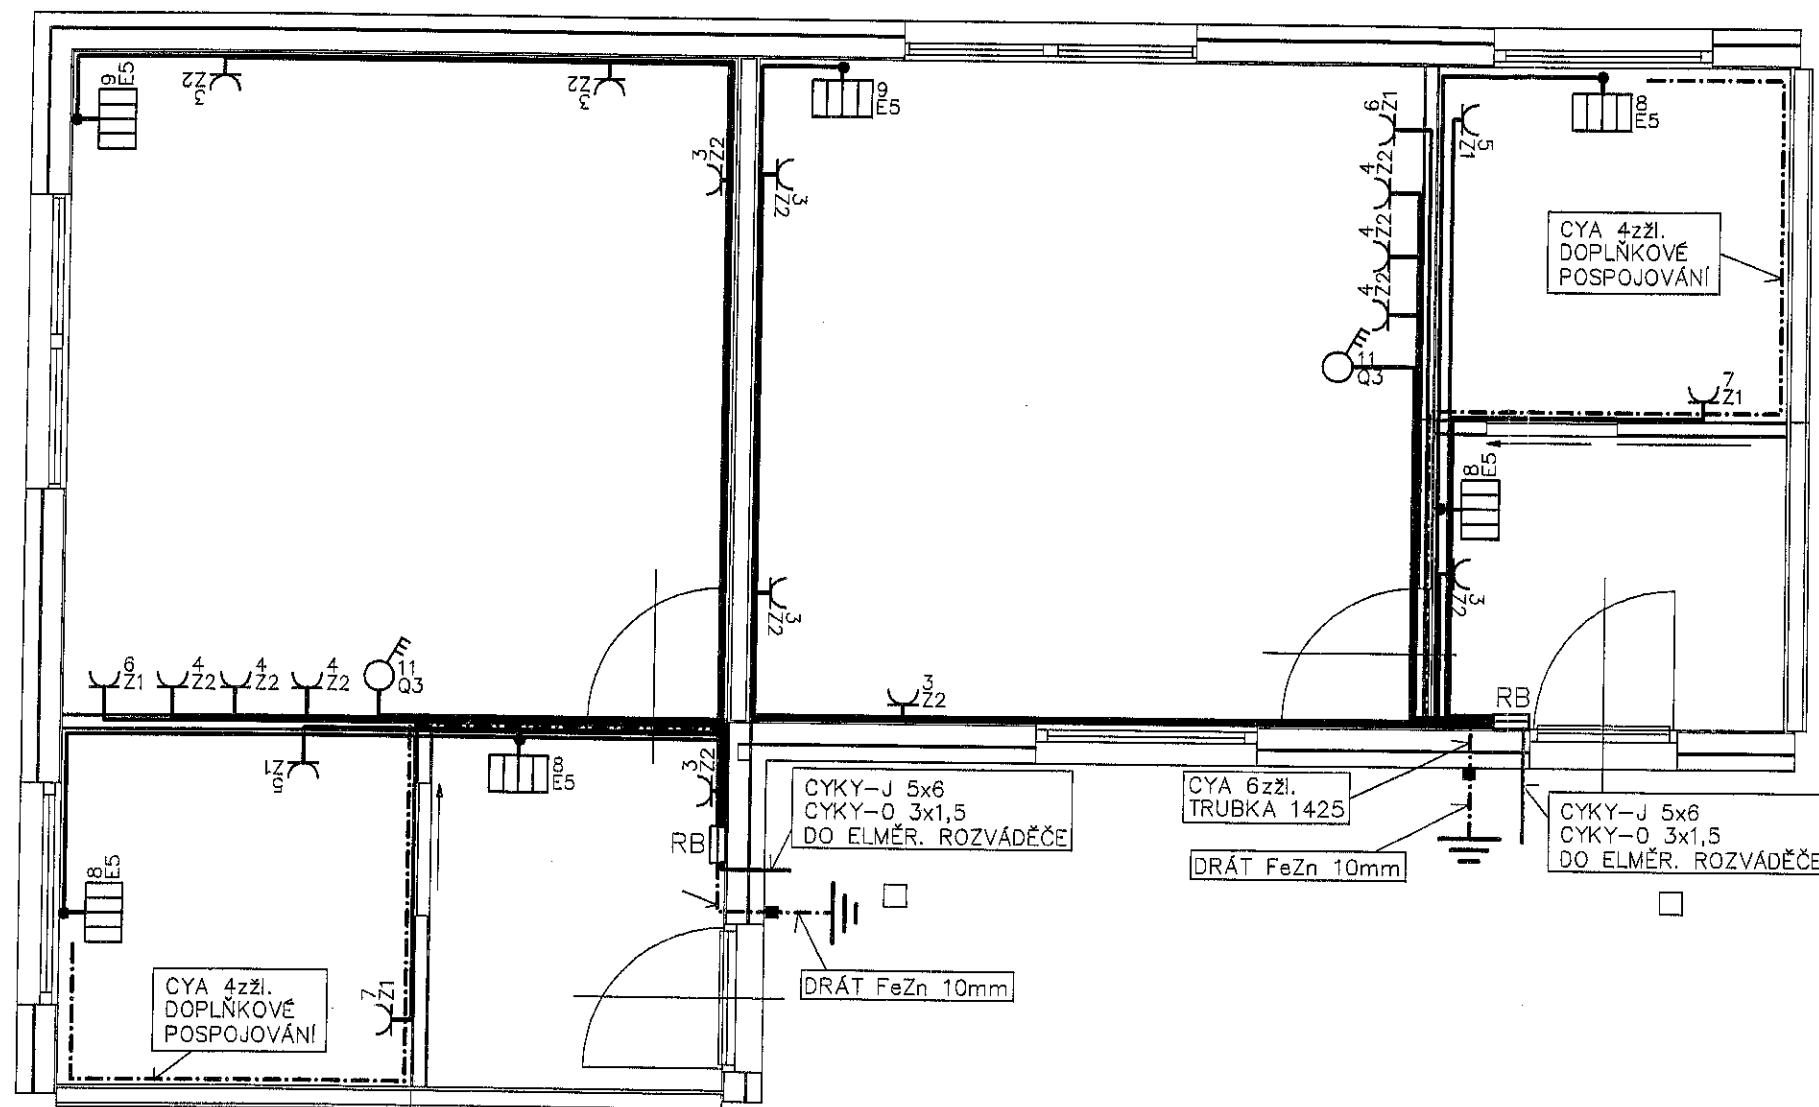 9
E5
3
Z2
3
Z2
9
E5
6
Z1
8
E5
5
Z1
3
Z2
3
Z2
4
Z2
4
Z2
4
Z2
CYA 4zžl.
DOPLŇKOVÉ
POSPOJOVÁNÍ
11
Q3
7
Z1
8
E5
3
Z2
3
Z2
6
Z1
4
Z2
4
Z2
4
Z2
11
Q3
3
Z2
RB
5
Z1
8
E5
3
Z2
CYKY-J 5x6
CYKY-O 3x1,5
DO ELMĚR. ROZVÁDĚČE
CYA 6zžl.
TRUBKA 1425
CYKY-J 5x6
CYKY-O 3x1,5
DO ELMĚR. ROZVÁDĚČE
RB
DRÁT FeZn 10mm
8
E5
CYA 4zžl.
DOPLŇKOVÉ
POSPOJOVÁNÍ
7
Z1
DRÁT FeZn 10mm